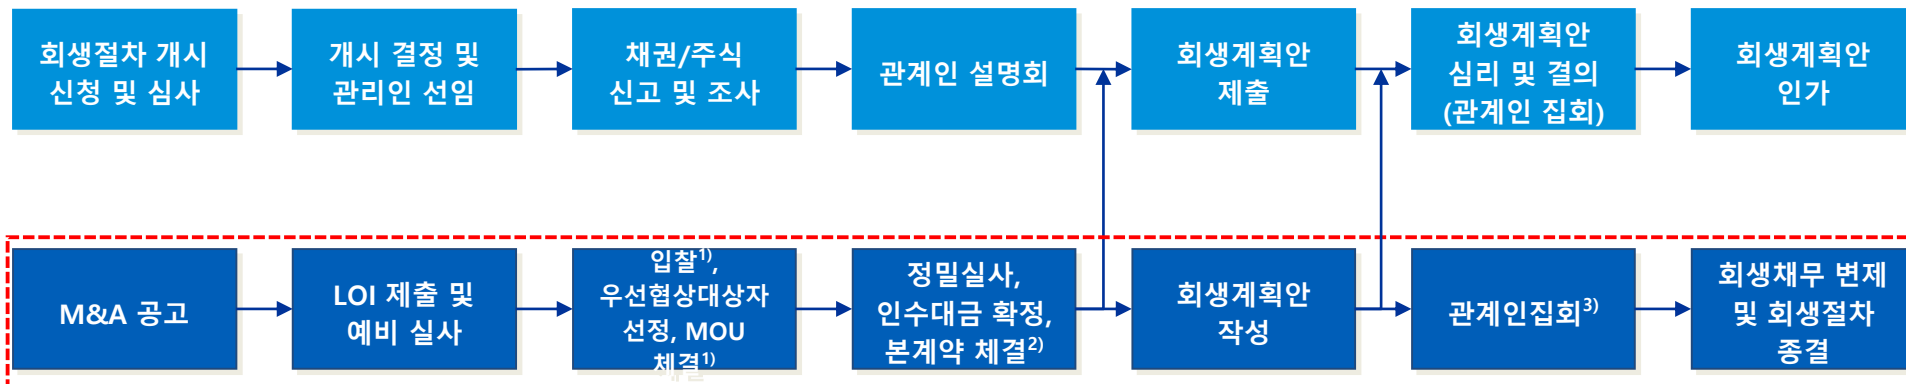 회생절차 개시
신청 및 심사
개시 결정 및
관리인 선임
채권/주식
신고 및 조사
관계인 설명회
회생계획안
제출
회생계획안
심리 및 결의
(관계인 집회)
회생계획안
인가
M&A 공고
LOI 제출 및
예비 실사
입찰1),
우선협상대상자
선정, MOU
체결1)
정밀실사,
인수대금 확정,
본계약 체결2)
회생계획안
작성
관계인집회3)
회생채무 변제
및 회생절차
종결